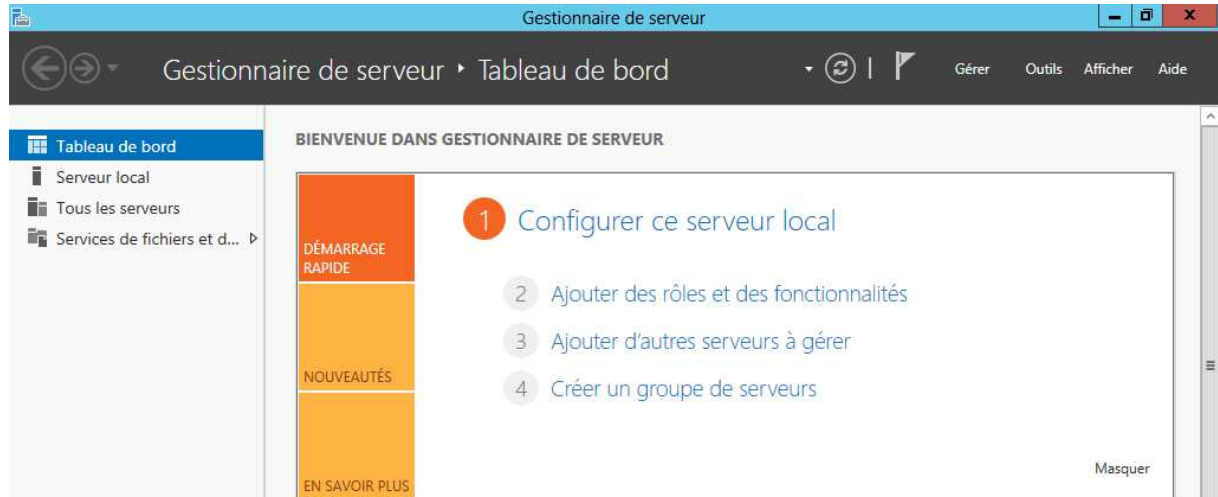 Gestionnaire de serveur
Gestionnaire de serveur ‣ Tableau de bord
Gérer Outils Afficher Aide
Tableau de bord
Serveur local
Tous les serveurs
Services de fichiers et d...
BIENVENUE DANS GESTIONNAIRE DE SERVEUR
DÉMARRAGE
RAPIDE
NOUVEAUTÉS
EN SAVOIR PLUS
1 Configurer ce serveur local
2 Ajouter des rôles et des fonctionnalités
3 Ajouter d'autres serveurs à gérer
4 Créer un groupe de serveurs
Masquer